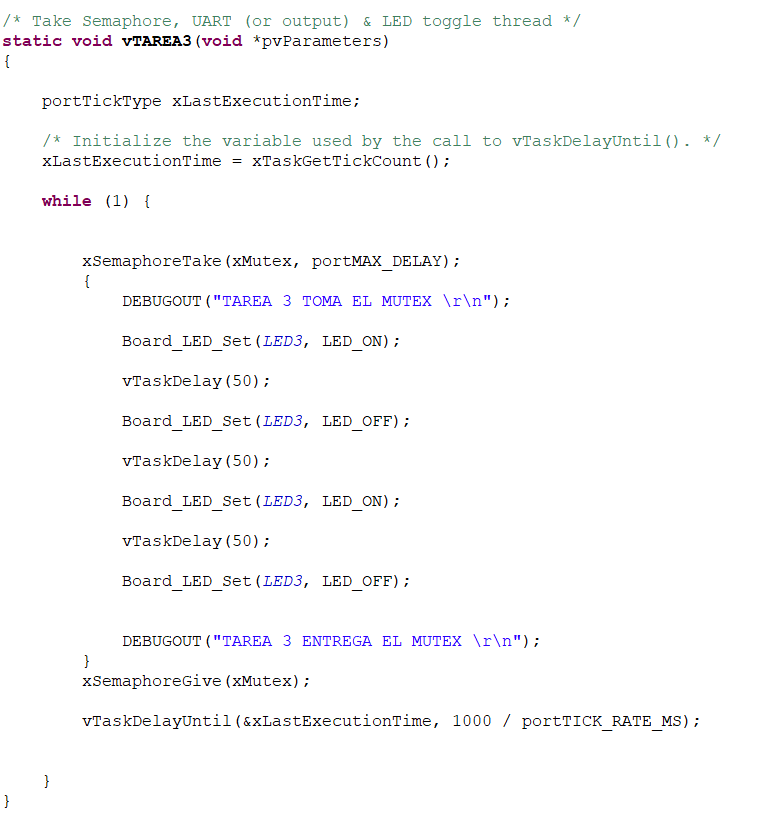 /* Take Semaphore, UART (or output) & LED toggle thread */
static void vTAREA3(void *pvParameters)
{
portTickType xLastExecutionTime;
/* Initialize the variable used by the call to vTaskDelayUntil(). */
xLastExecutionTime = xTaskGetTickCount();
while (1) {
xSemaphoreTake(xMutex, portMAX_DELAY);
{
DEBUGOUT("TAREA 3 TOMA EL MUTEX \r\n");
Board_LED_Set(LED3, LED_ON);
vTaskDelay(50);
Board_LED_Set(LED3, LED_OFF);
vTaskDelay(50);
Board_LED_Set(LED3, LED_ON);
vTaskDelay(50);
Board_LED_Set(LED3, LED_OFF);
DEBUGOUT("TAREA 3 ENTREGA EL MUTEX \r\n");
}
xSemaphoreGive(xMutex);
vTaskDelayUntil(&xLastExecutionTime, 1000 / portTICK_RATE_MS);
}
}